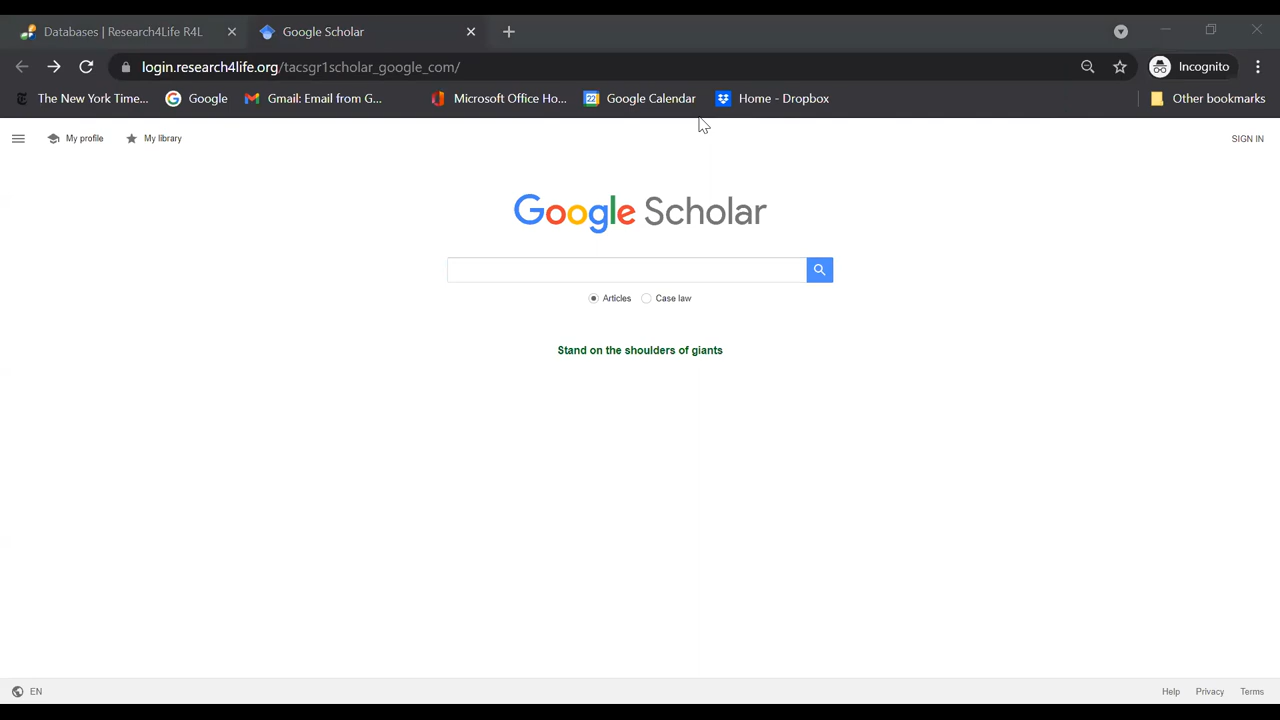 Databases | Research4Life R4L
Google Scholar
login.research4life.org/tacsgr1scholar_google_com/
Incognito
The New York Time...
Google
Gmail: Email from G...
Microsoft Office Ho...
22
Google Calendar
Home - Dropbox
Other bookmarks
My profile
My library
SIGN IN
Google Scholar
Articles
Case law
Stand on the shoulders of giants
EN
Help
Privacy
Terms